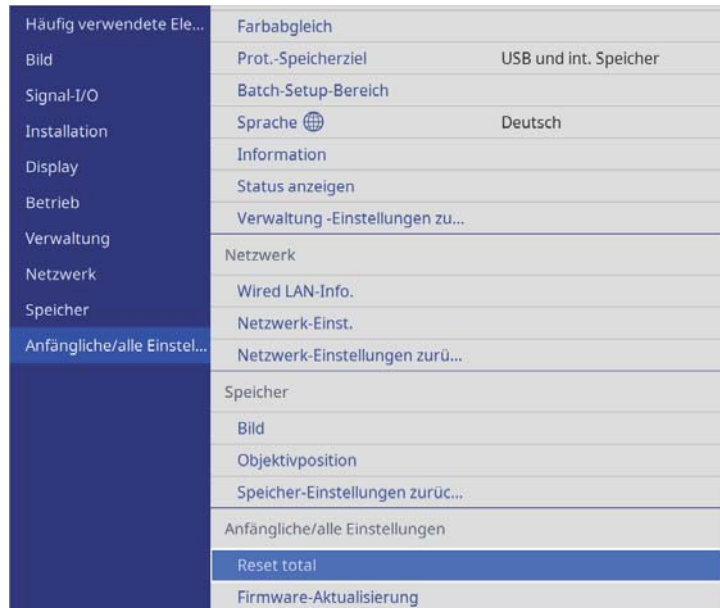 Häufig verwendete Ele...
Bild
Signal-I/O
Installation
Display
Betrieb
Verwaltung
Netzwerk
Speicher
Anfängliche/alle Einstel...
Farbabgleich
Prot.-Speicherziel USB und int. Speicher
Batch-Setup-Bereich
Sprache Deutsch
Information
Status anzeigen
Verwaltung -Einstellungen zu...
Netzwerk
Wired LAN-Info.
Netzwerk-Einst.
Netzwerk-Einstellungen zurü...
Speicher
Bild
Objektivposition
Speicher-Einstellungen zurüc...
Anfängliche/alle Einstellungen
Reset total
Firmware-Aktualisierung